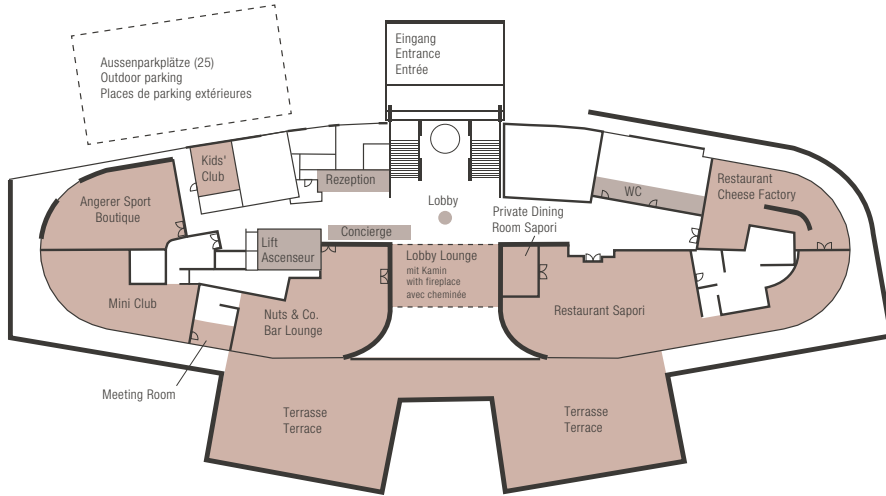 Aussenparkplätze (25)
Outdoor parking
Places de parking extérieures
Eingang
Entrance
Entrée
Kids'
Club
Rezeption
Angerer Sport
Boutique
Lobby
WC
Restaurant
Cheese Factory
Concierge
Private Dining
Room Sapori
Lift
Ascenseur
Lobby Lounge
mit Kamin
with fireplace
avec cheminée
Mini Club
Nuts & Co.
Bar Lounge
Restaurant Sapori
Meeting Room
Terrasse
Terrace
Terrasse
Terrace